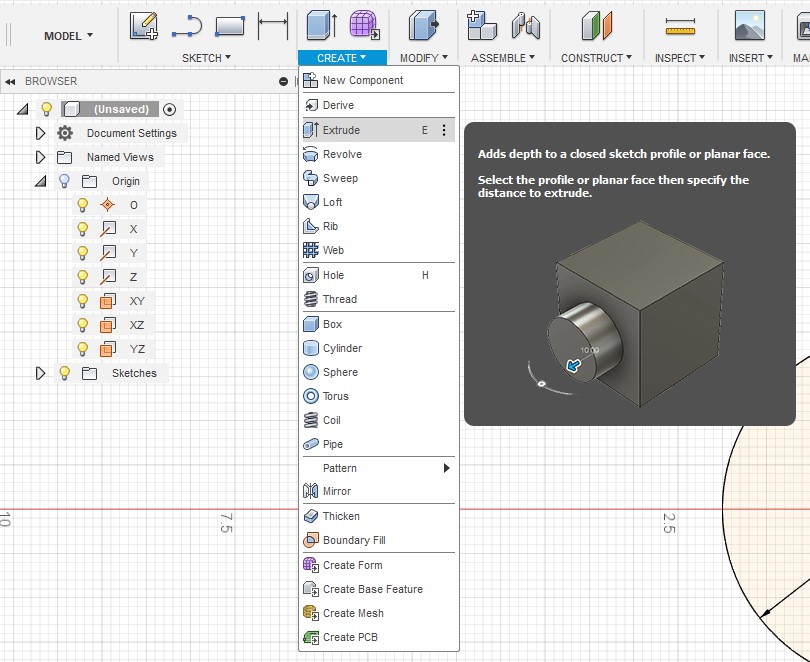 MODEL
SKETCH
CREATE
MODIFY
ASSEMBLE
CONSTRUCT
INSPECT
INSERT
MA
BROWSER
(Unsaved)
Document Settings
Named Views
Origin
O
X
Y
Z
XY
XZ
YZ
Sketches
New Component
Derive
Extrude E
Revolve
Sweep
Loft
Rib
Web
Hole H
Thread
Box
Cylinder
Sphere
Torus
Coil
Pipe
Pattern
Mirror
Thicken
Boundary Fill
Create Form
Create Base Feature
Create Mesh
Create PCB
Adds depth to a closed sketch profile or planar face.
Select the profile or planar face then specify the
distance to extrude.
10.00
10
7.5
2.5